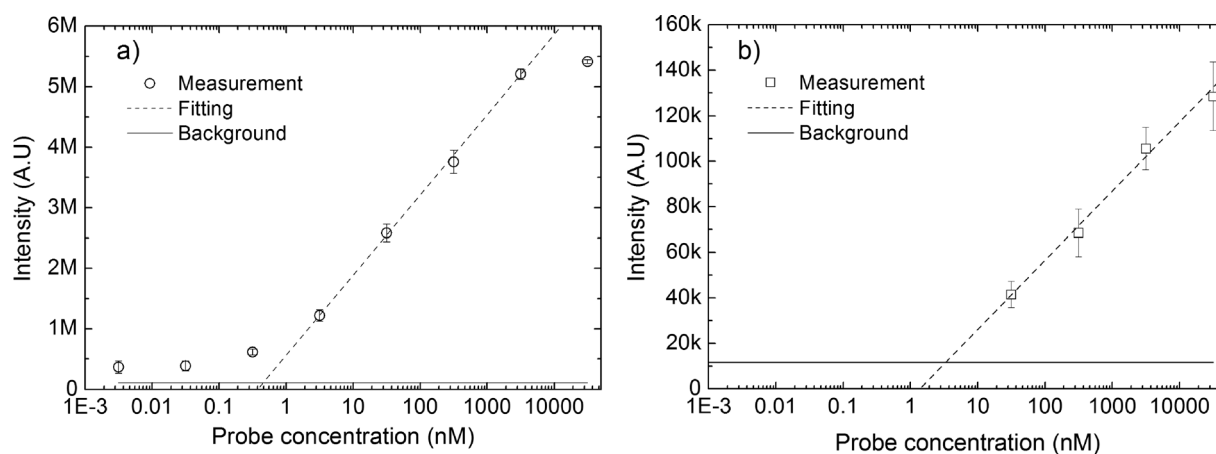 a)
Measurement
Fitting
Background
6M
5M
4M
3M
2M
1M
0
Intensity (A.U)
1E-3 0.01 0.1 1 10 100 1000 10000
Probe concentration (nM)
b)
Measurement
Fitting
Background
160k
140k
120k
100k
80k
60k
40k
20k
0
Intensity (A.U)
1E-3 0.01 0.1 1 10 100 1000 10000
Probe concentration (nM)